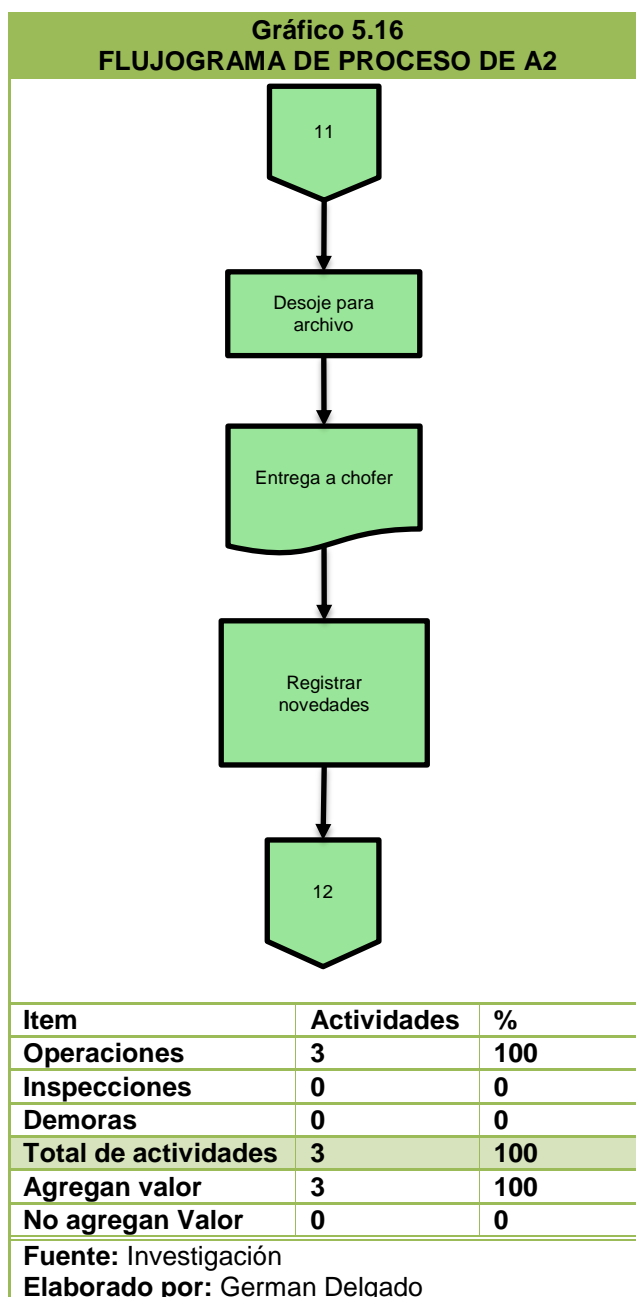 Gráfico 5.16
FLUJOGRAMA DE PROCESO DE A2
11
Desoje para
archivo
Entrega a chofer
Registrar
novedades
12
Item Actividades %
Operaciones 3 100
Inspecciones 0 0
Demoras 0 0
Total de actividades 3 100
Agregan valor 3 100
No agregan Valor 0 0
Fuente: Investigación
Elaborado por: German Delgado